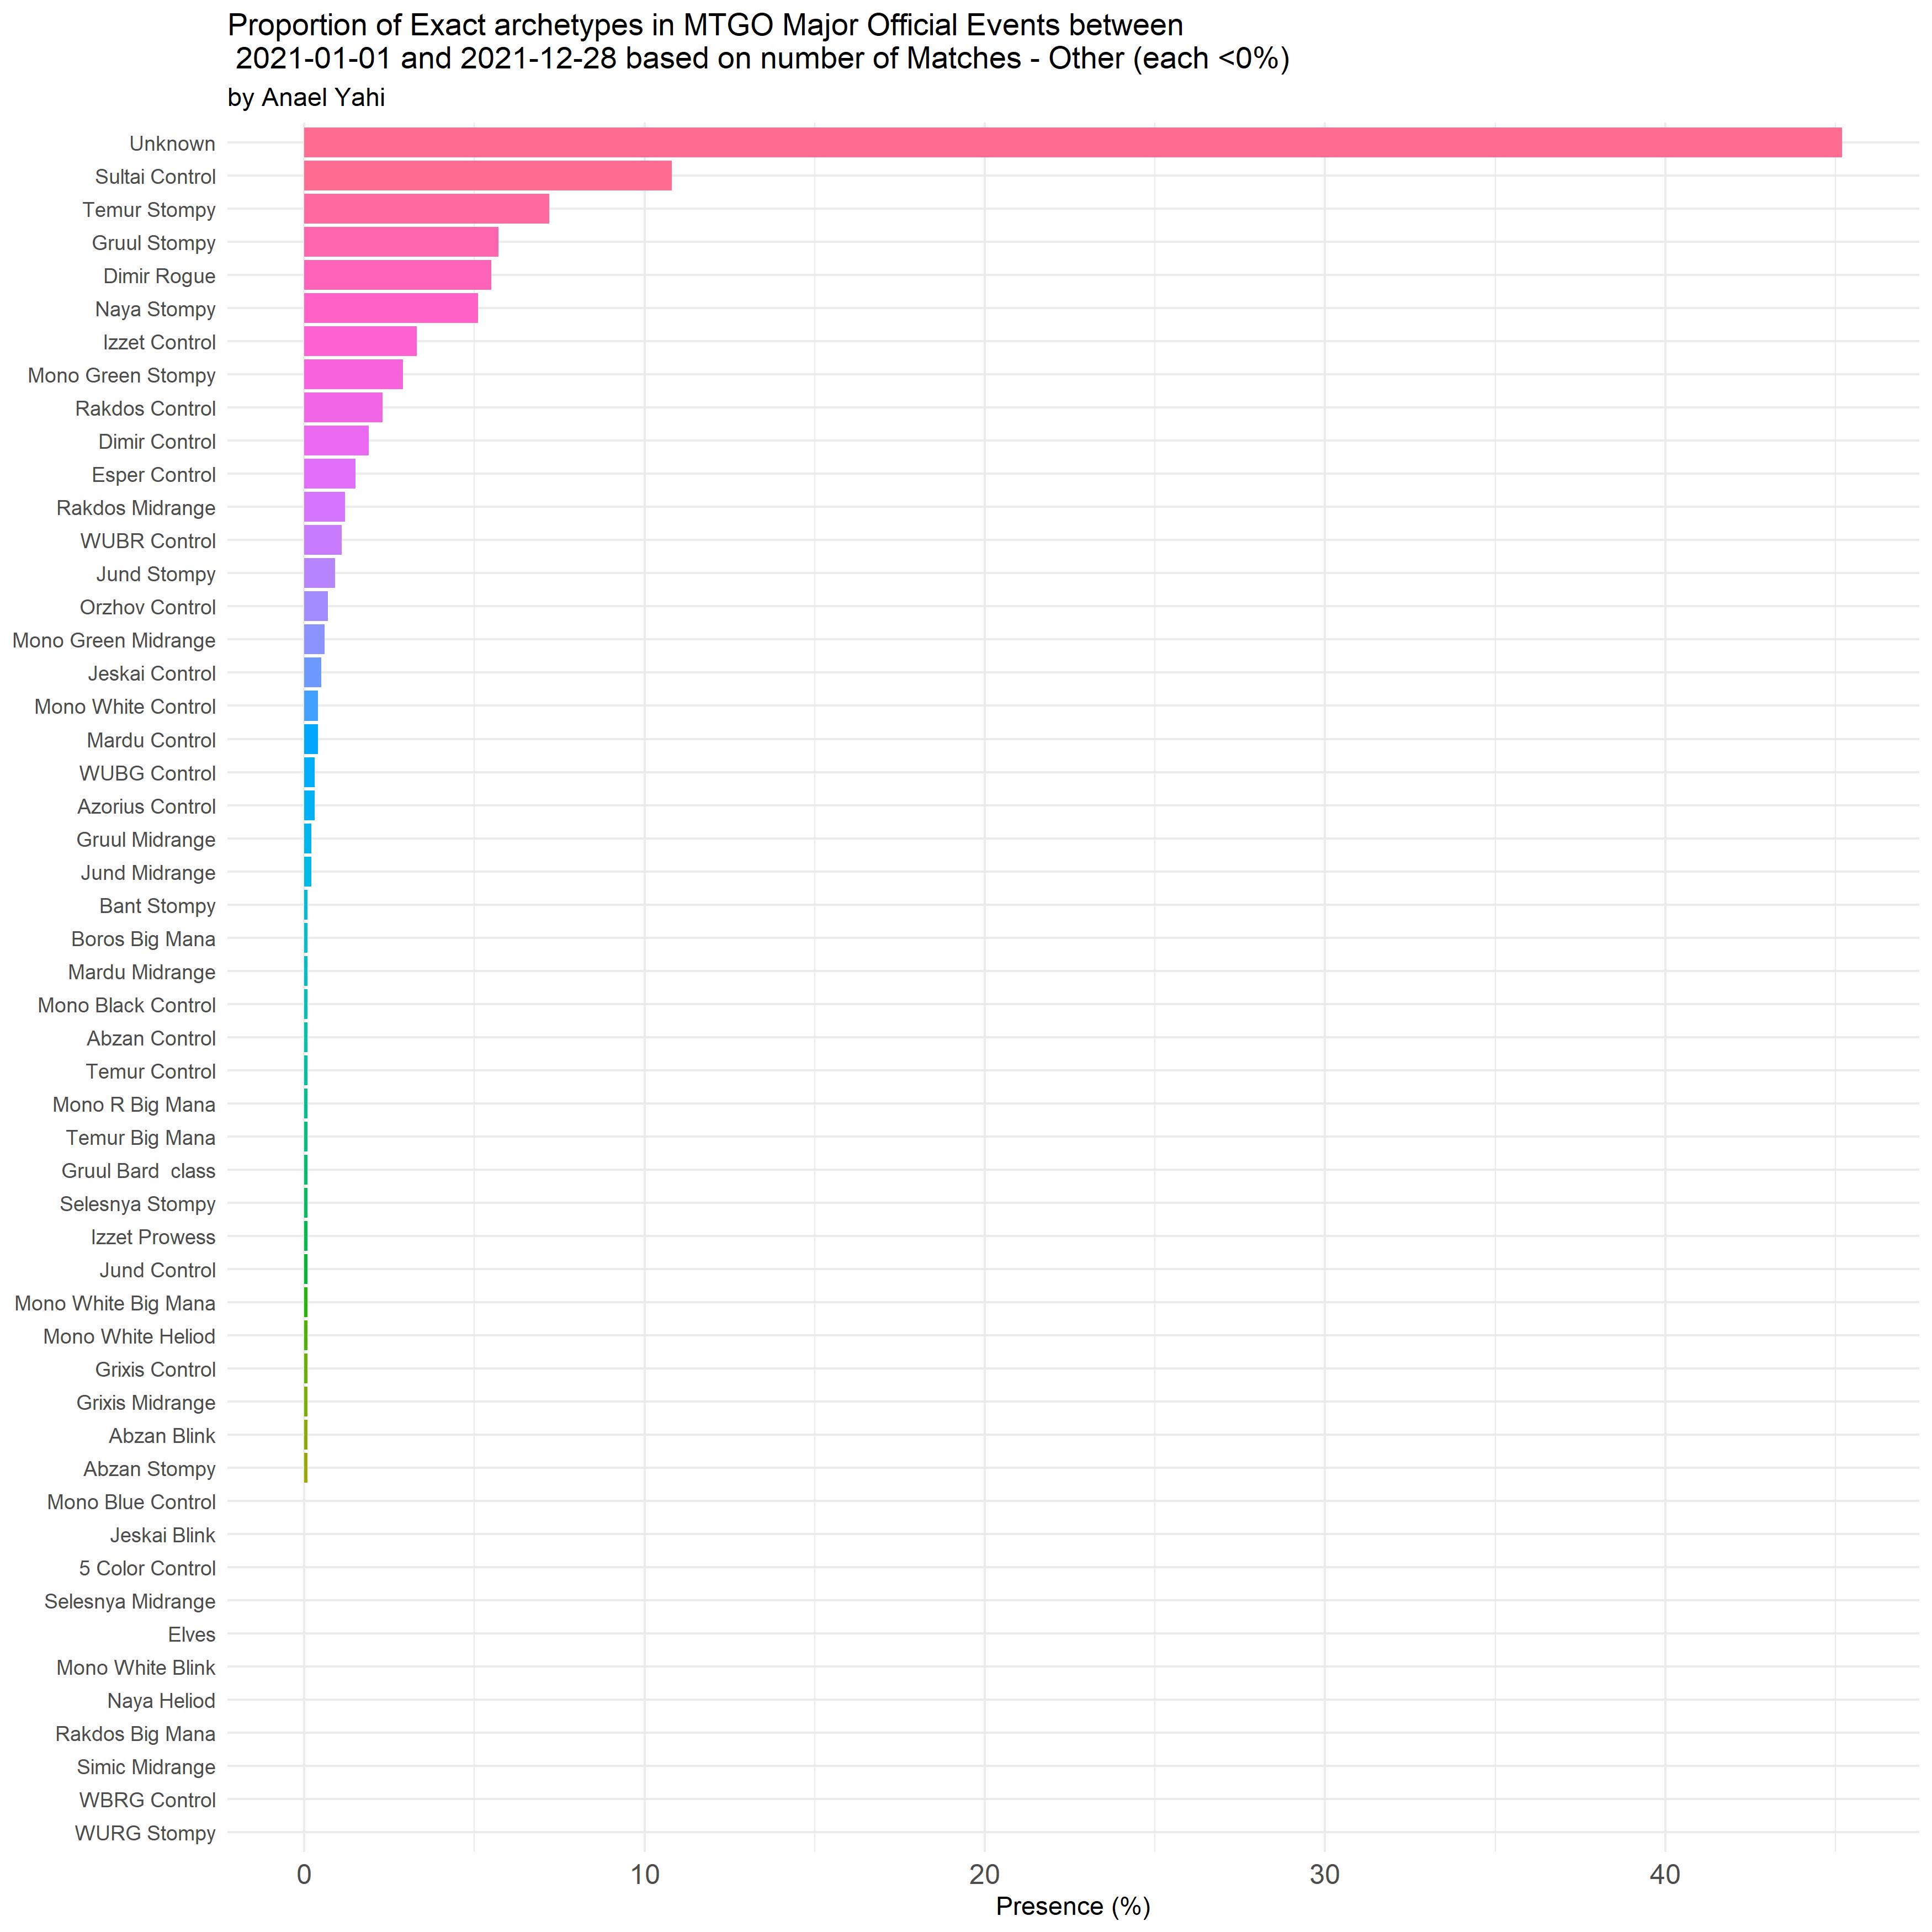 Proportion of Exact archetypes in MTGO Major Official Events between
2021-01-01 and 2021-12-28 based on number of Matches - Other (each <0%)
by Anael Yahi
Unknown
Sultai Control
Temur Stompy
Gruul Stompy
Dimir Rogue
Naya Stompy
Izzet Control
Mono Green Stompy
Rakdos Control
Dimir Control
Esper Control
Rakdos Midrange
WUBR Control
Jund Stompy
Orzhov Control
Mono Green Midrange
Jeskai Control
Mono White Control
Mardu Control
WUBG Control
Azorius Control
Gruul Midrange
Jund Midrange
Bant Stompy
Boros Big Mana
Mardu Midrange
Mono Black Control
Abzan Control
Temur Control
Mono R Big Mana
Temur Big Mana
Gruul Bard  class
Selesnya Stompy
Izzet Prowess
Jund Control
Mono White Big Mana
Mono White Heliod
Grixis Control
Grixis Midrange
Abzan Blink
Abzan Stompy
Mono Blue Control
Jeskai Blink
5 Color Control
Selesnya Midrange
Elves
Mono White Blink
Naya Heliod
Rakdos Big Mana
Simic Midrange
WBRG Control
WURG Stompy
0 10 20 30 40
Presence (%)